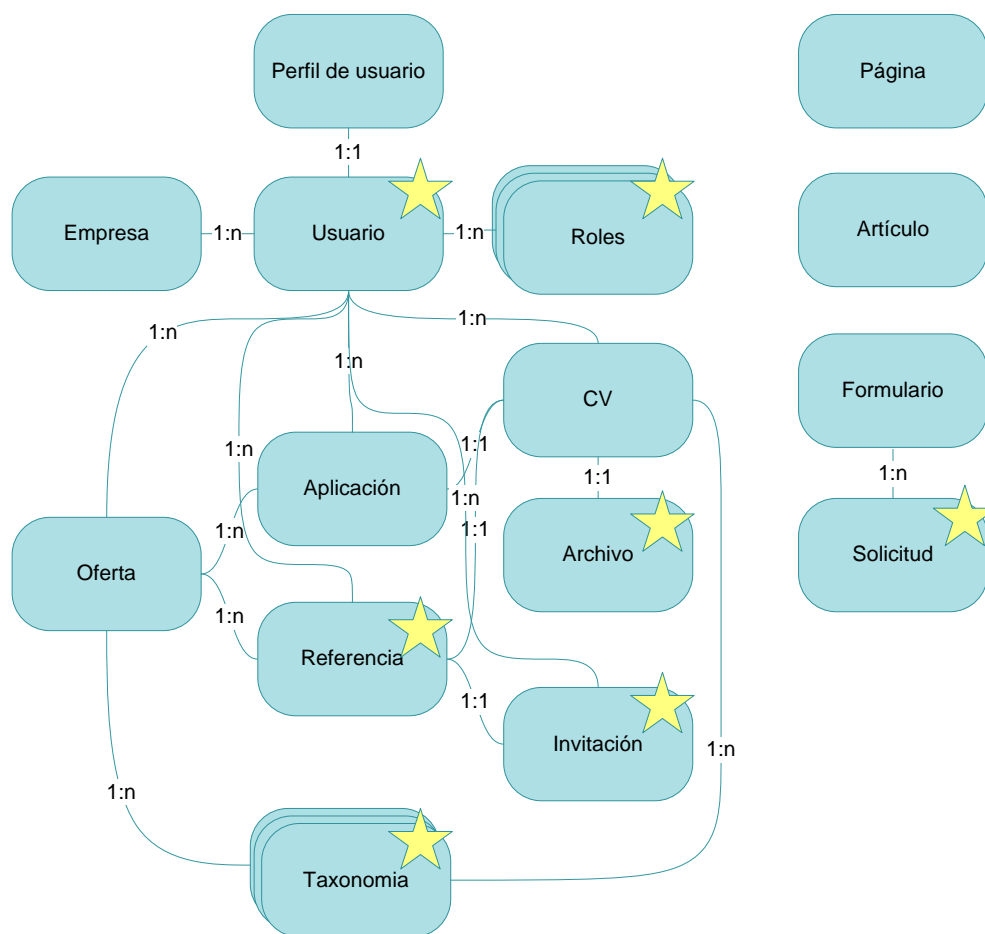 Perfil de usuario
Página
1:1
Empresa
1:n
Usuario
1:n
Roles
Artículo
1:n
1:n
1:n
1:n
CV
Formulario
1:n
Aplicación
1:1
1:n
1:1
1:1
1:n
Archivo
Solicitud
1:n
Oferta
1:n
Referencia
1:1
Invitación
1:n
1:n
Taxonomia